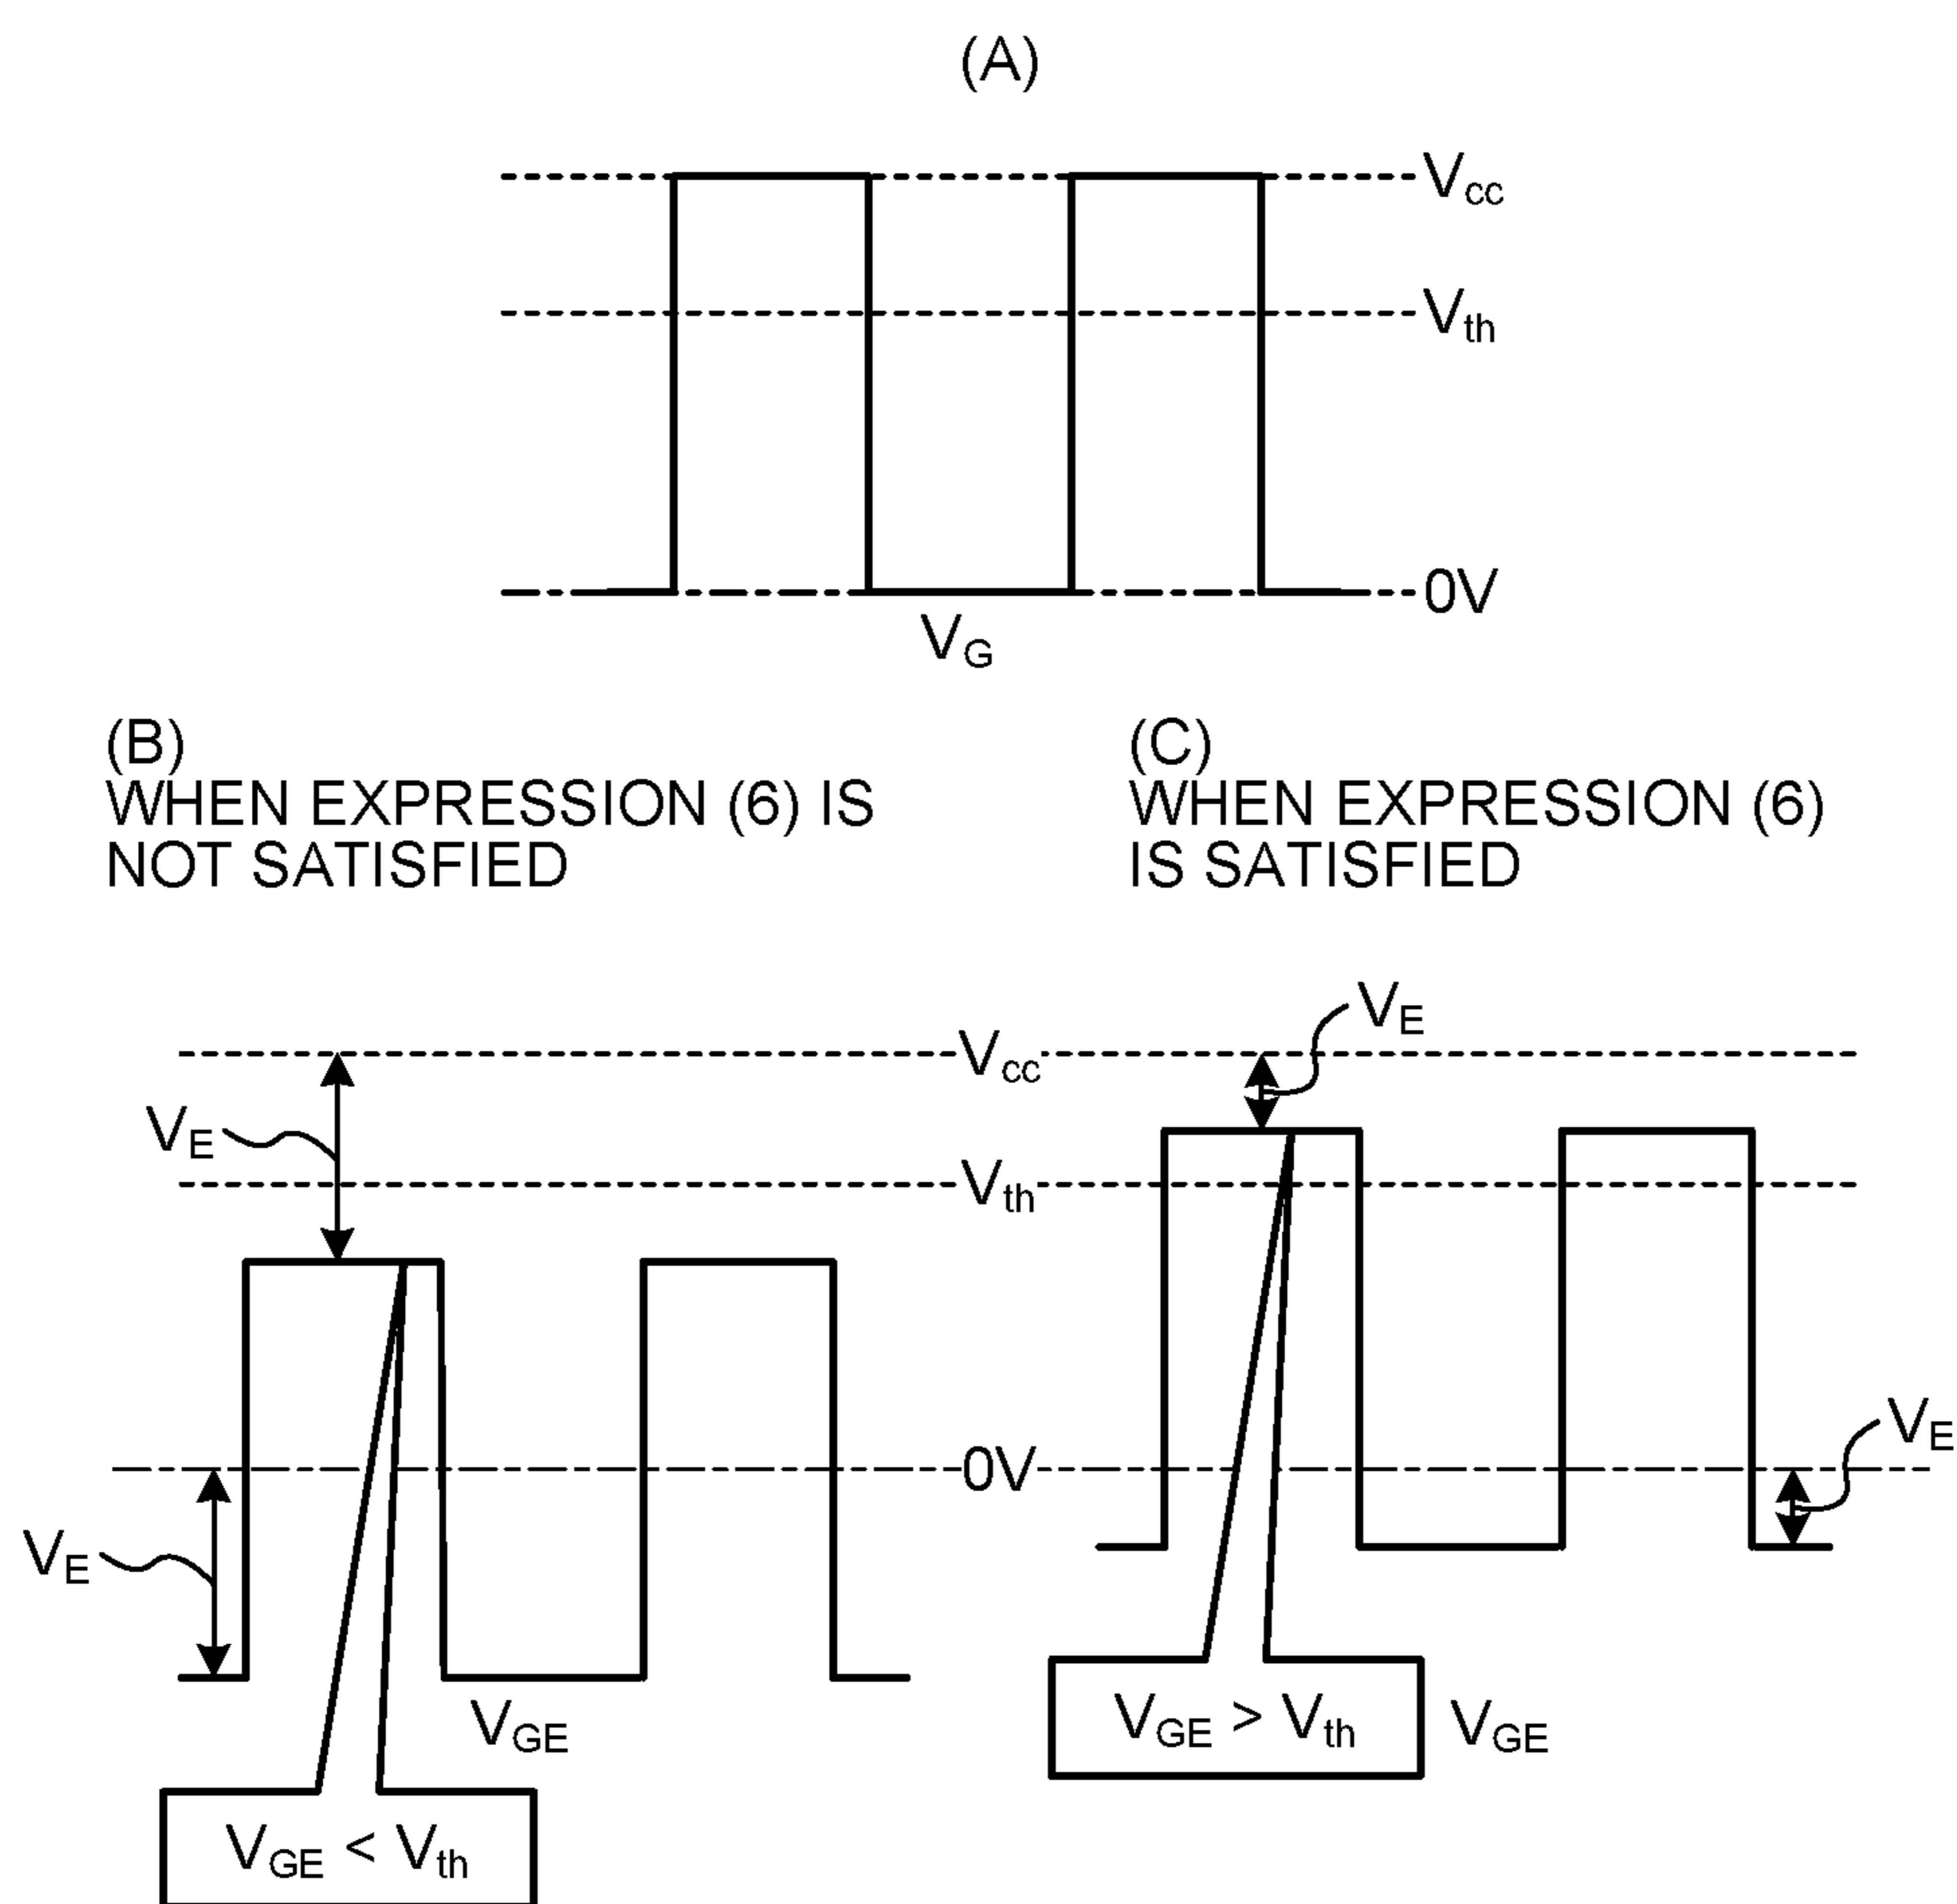 (A)
Vcc
Vth
0V
VG
(B)
WHEN EXPRESSION (6) IS
NOT SATISFIED
(C)
WHEN EXPRESSION (6)
IS SATISFIED
VE
Vcc
VE
Vth
0V
VE
VE
VGE
VGE < Vth
VGE > Vth
VGE